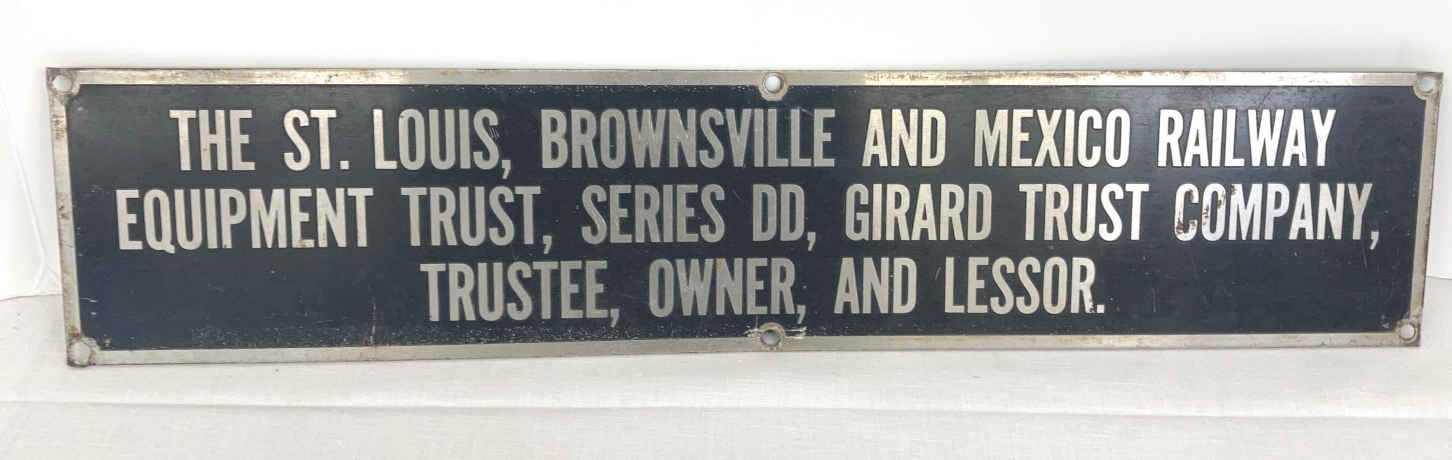 THE ST. LOUIS, BROWNSVILLE AND MEXICO RAILWAY
EQUIPMENT TRUST, SERIES DD, GIRARD TRUST COMPANY,
TRUSTEE, OWNER, AND LESSOR.